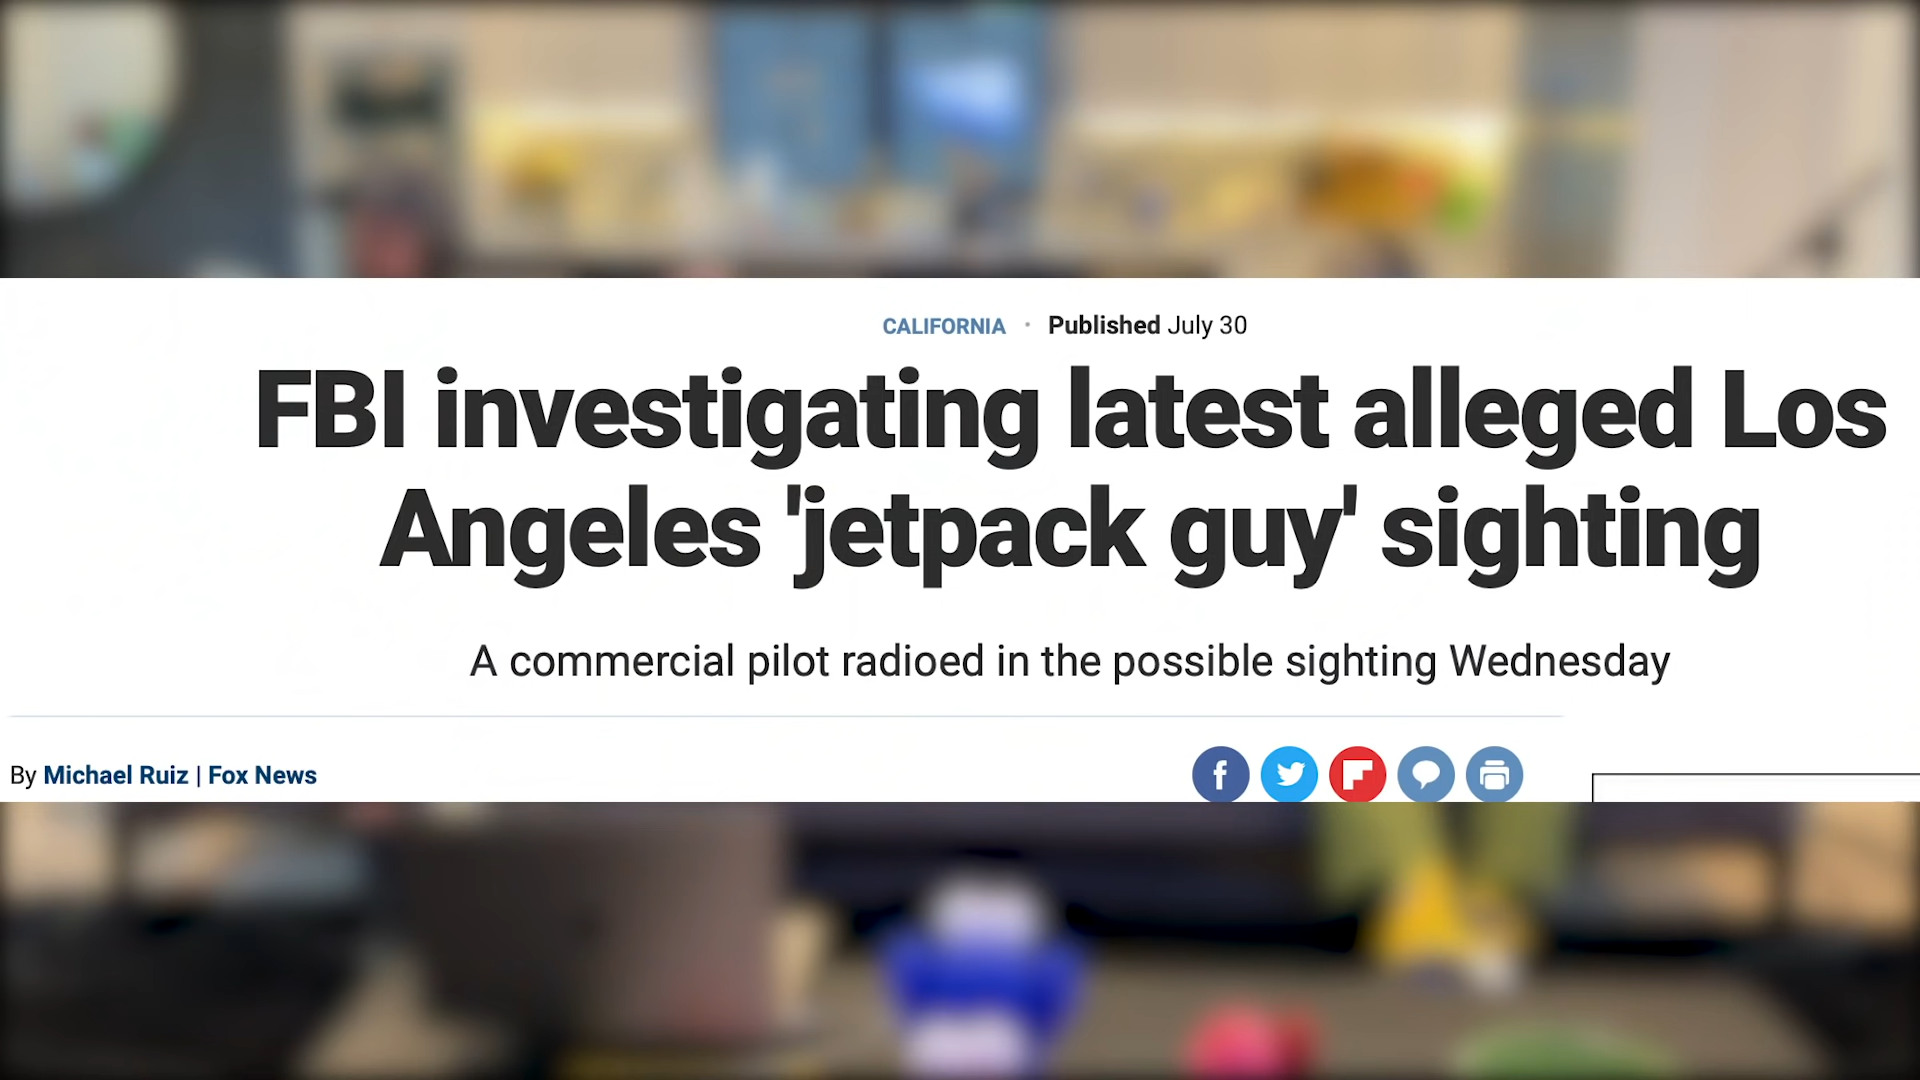 CALIFORNIA · Published July 30
FBI investigating latest alleged Los
Angeles 'jetpack guy' sighting
A commercial pilot radioed in the possible sighting Wednesday
By Michael Ruiz | Fox News